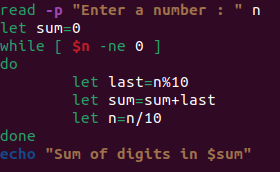 read -p "Enter a number : " n
let sum=0
while [ $n -ne 0 ]
do
        let last=n%10
        let sum=sum+last
        let n=n/10
done
echo "Sum of digits in $sum"